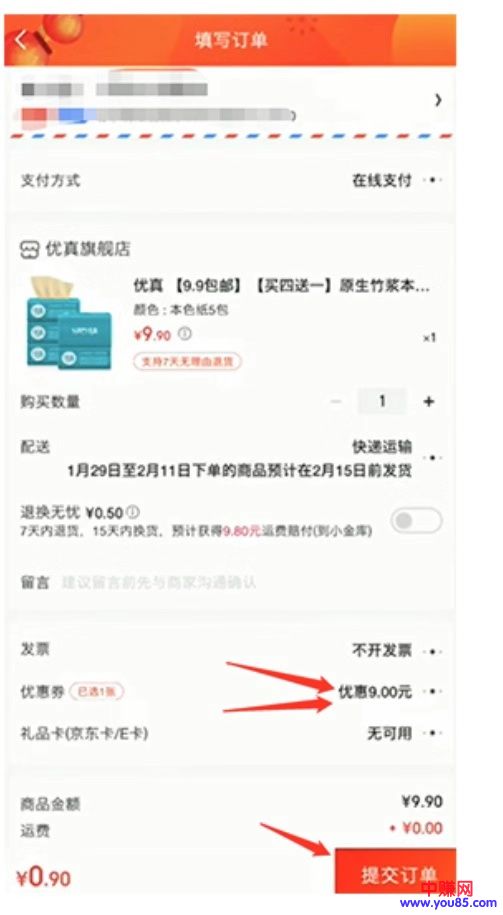 填写订单
支付方式 在线支付
优真旗舰店
优真 【9.9包邮】【买四送一】原生竹浆本...
颜色:本色纸5包
¥9.90 ×1
支持7天无理由退货
购买数量 − 1 +
配送 快递运输
1月29日至2月11日下单的商品预计在2月15日前发货
退换无忧 ¥0.50
7天内退货，15天内换货，预计获得9.80元运费赔付(到小金库)
留言 建议留言前先与商家沟通确认
发票 不开发票
优惠券 已选1张 优惠9.00元
礼品卡(京东卡/E卡) 无可用
商品金额 ¥9.90
运费 + ¥0.00
¥0.90 提交订单
中赚网
www.you85.com